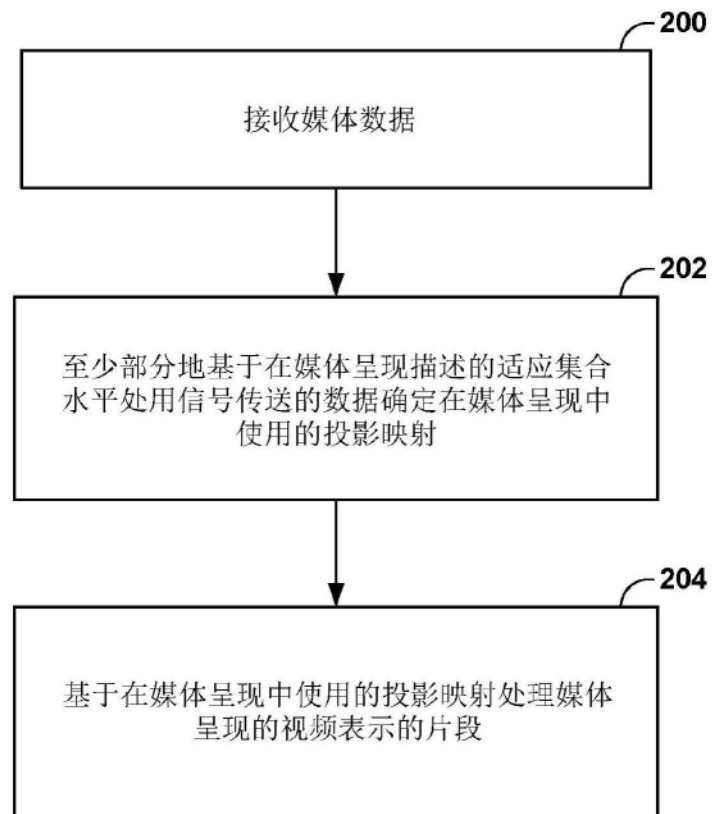 200
接收媒体数据
202
至少部分地基于在媒体呈现描述的适应集合
水平处用信号传送的数据确定在媒体呈现中
使用的投影映射
204
基于在媒体呈现中使用的投影映射处理媒体
呈现的视频表示的片段